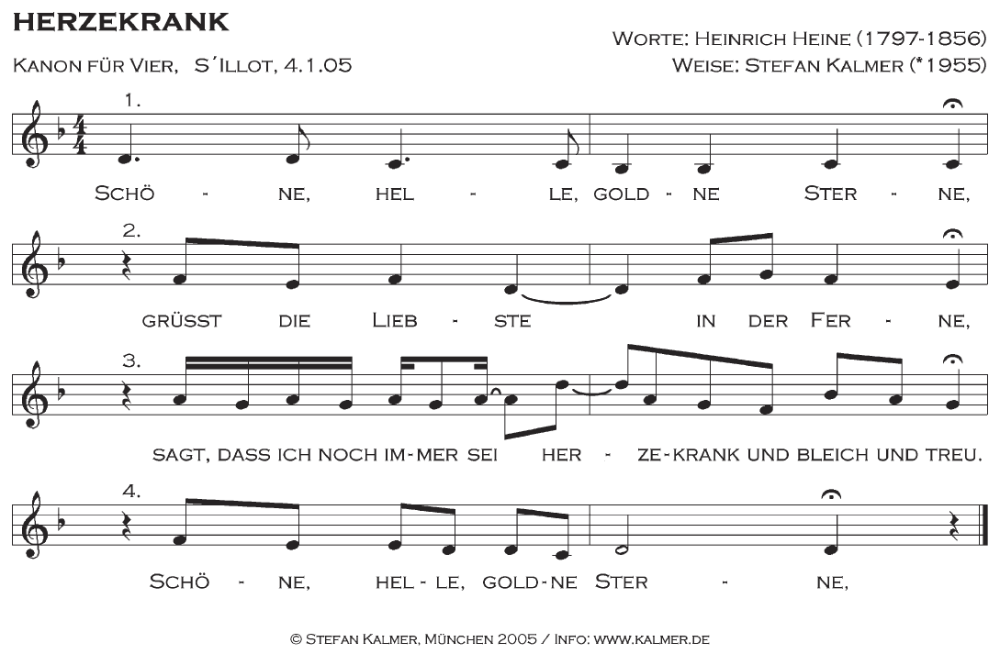 HERZEKRANK
WORTE: HEINRICH HEINE (1797-1856)
KANON FÜR VIER, S´ILLOT, 4.1.05
WEISE: STEFAN KALMER (*1955)
1.
4
4
SCHÖ - NE, HEL - LE, GOLD - NE STER - NE,
2.
GRÜSST DIE LIEB - STE IN DER FER - NE,
3.
SAGT, DASS ICH NOCH IM-MER SEI HER - ZE-KRANK UND BLEICH UND TREU.
4.
SCHÖ - NE, HEL - LE, GOLD-NE STER - NE,
© STEFAN KALMER, MÜNCHEN 2005 / INFO: WWW.KALMER.DE